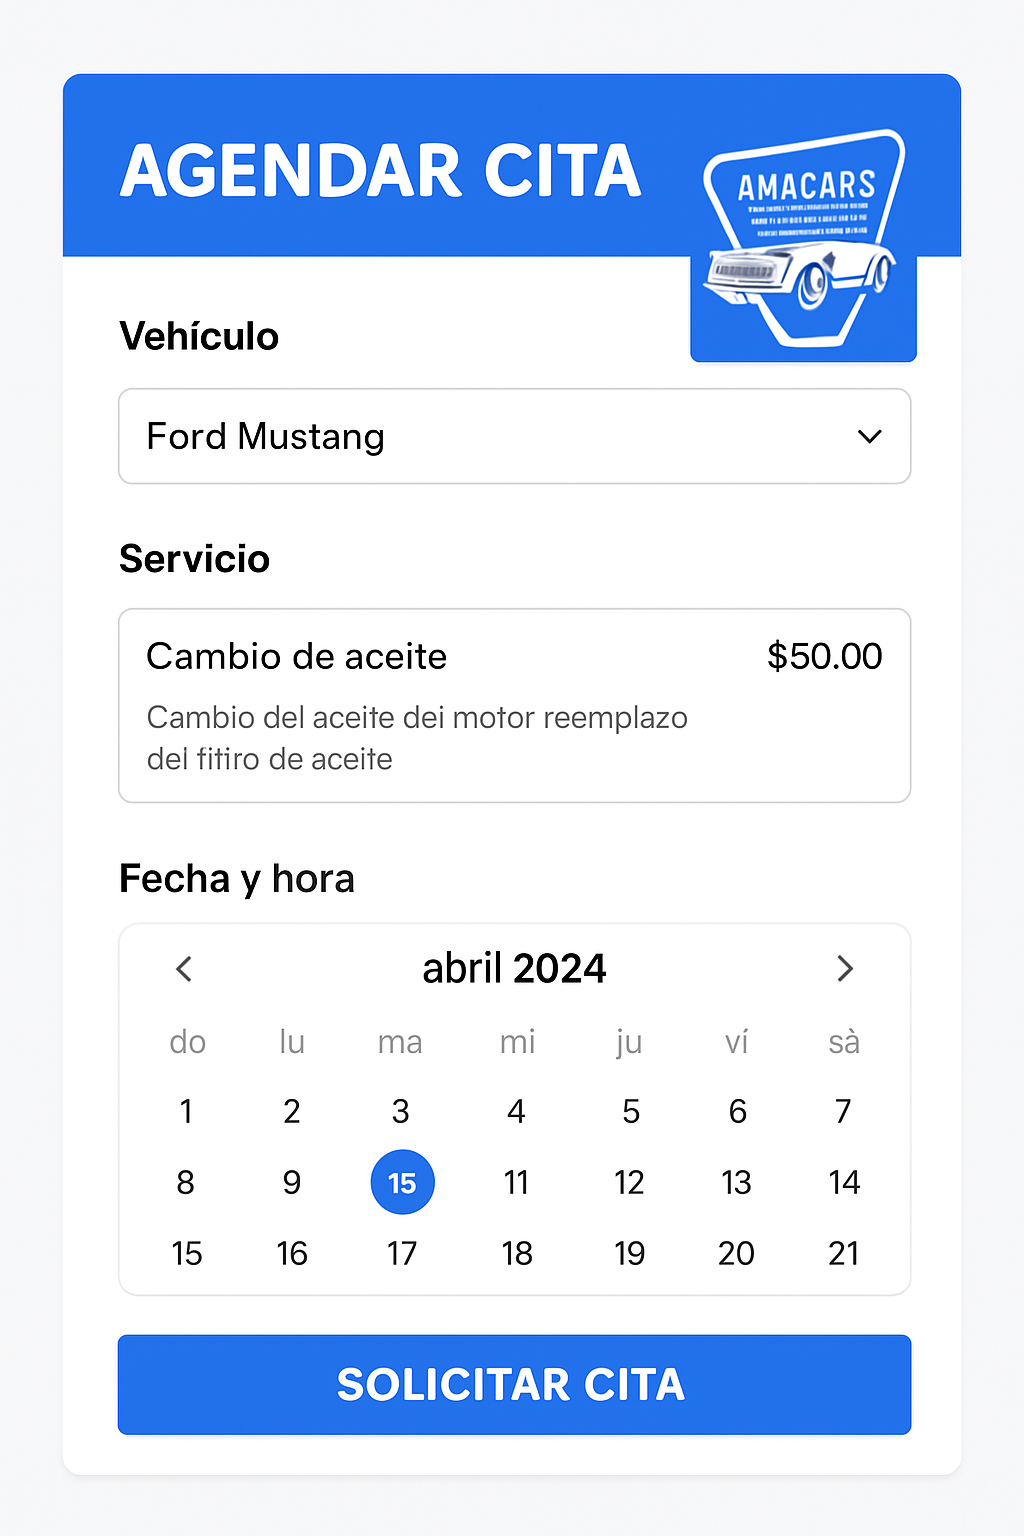 AGENDAR CITA
AMACARS
Vehículo
Ford Mustang
Servicio
Cambio de aceite $50.00
Cambio del aceite dei motor reemplazo
del fitiro de aceite
Fecha y hora
abril 2024
do lu ma mi ju ví sà
1 2 3 4 5 6 7
8 9 15 11 12 13 14
15 16 17 18 19 20 21
SOLICITAR CITA